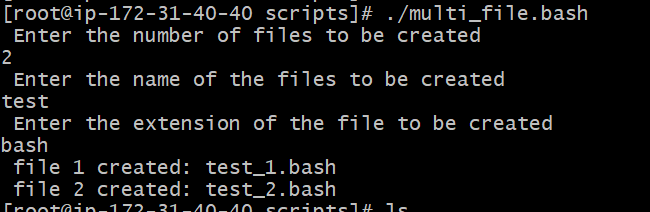 [root@ip-172-31-40-40 scripts]# ./multi_file.bash
Enter the number of files to be created
2
Enter the name of the files to be created
test
Enter the extension of the file to be created
bash
file 1 created: test_1.bash
file 2 created: test_2.bash
[root@ip-172-31-40-40 scripts]# ls